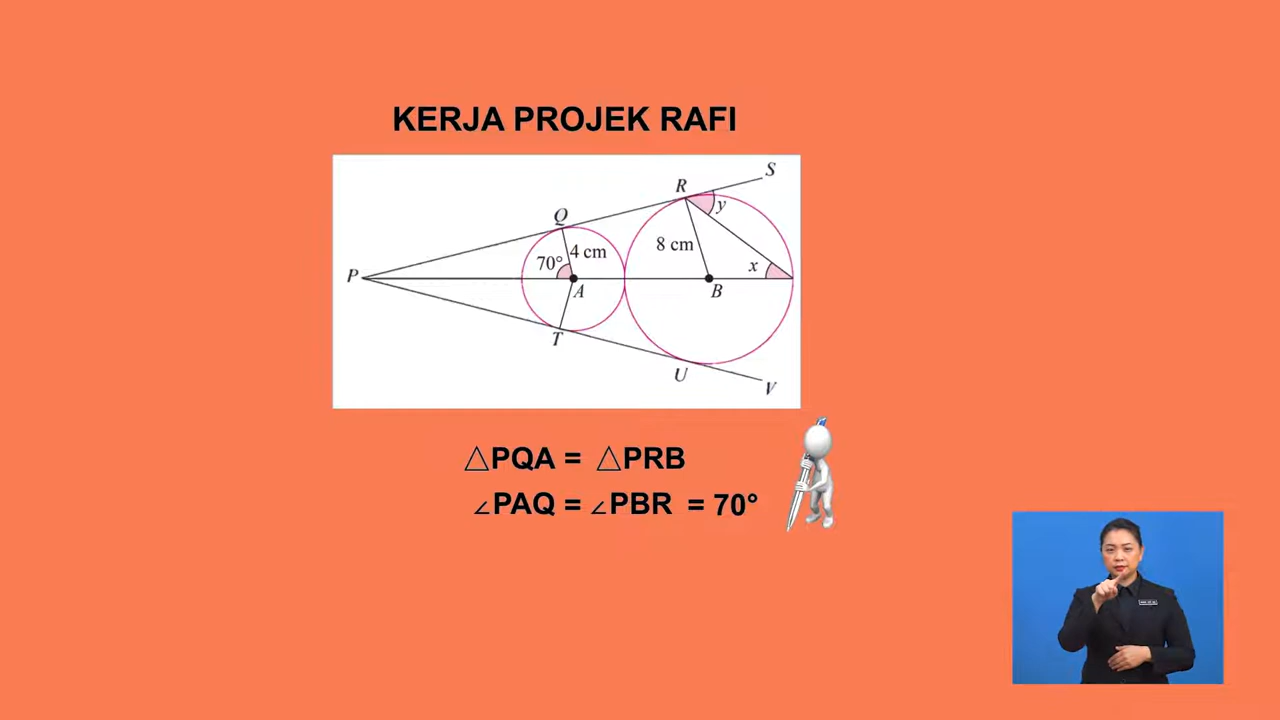 KERJA PROJEK RAFI
S
R
y
Q
8 cm
4 cm
70°
x
P
A
B
T
U
V
△PQA = △PRB
∠PAQ = ∠PBR = 70°